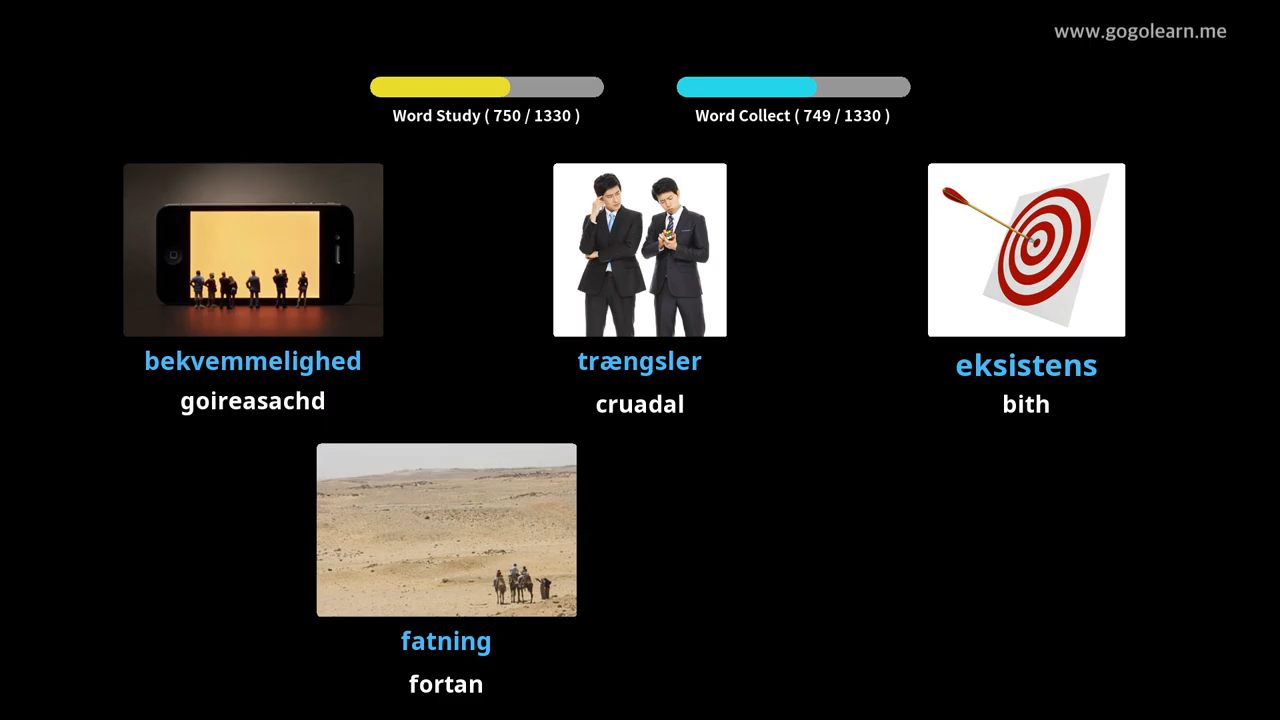 www.gogolearn.me
Word Study ( 750 / 1330 )
Word Collect ( 749 / 1330 )
bekvemmelighed
goireasachd
trængsler
cruadal
eksistens
bith
fatning
fortan